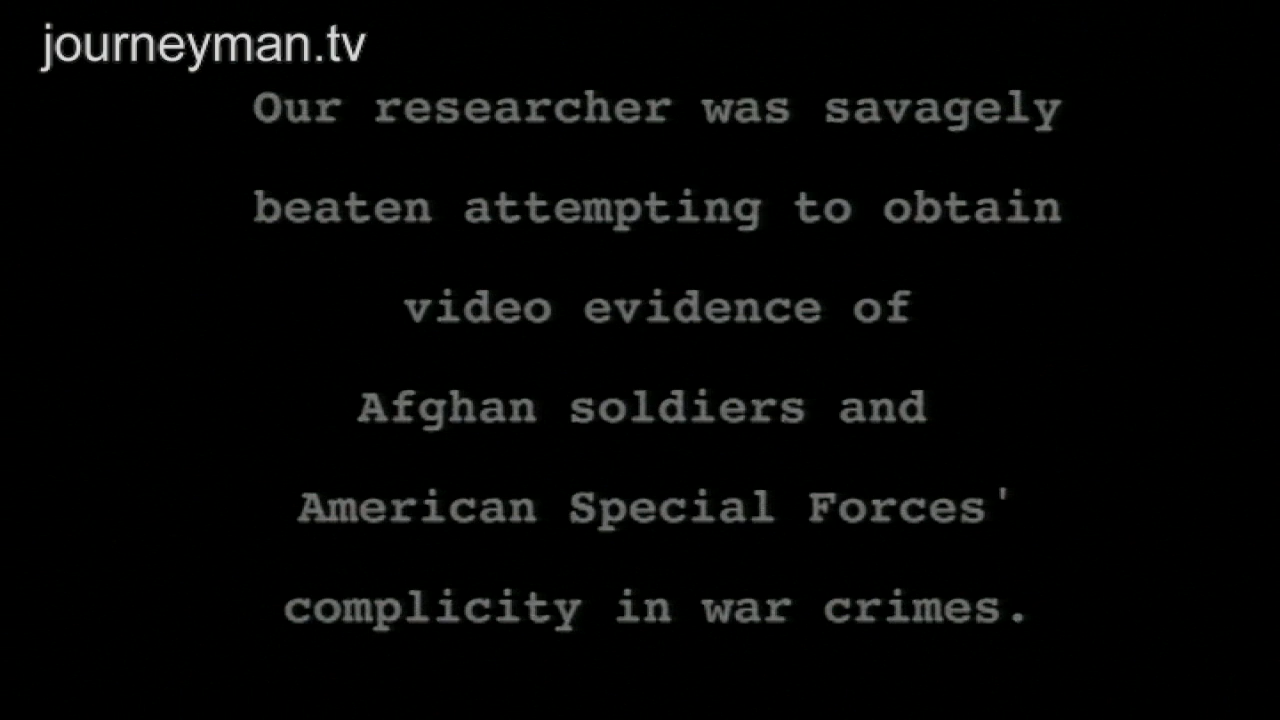 journeyman.tv
Our researcher was savagely
beaten attempting to obtain
video evidence of
Afghan soldiers and
American Special Forces'
complicity in war crimes.